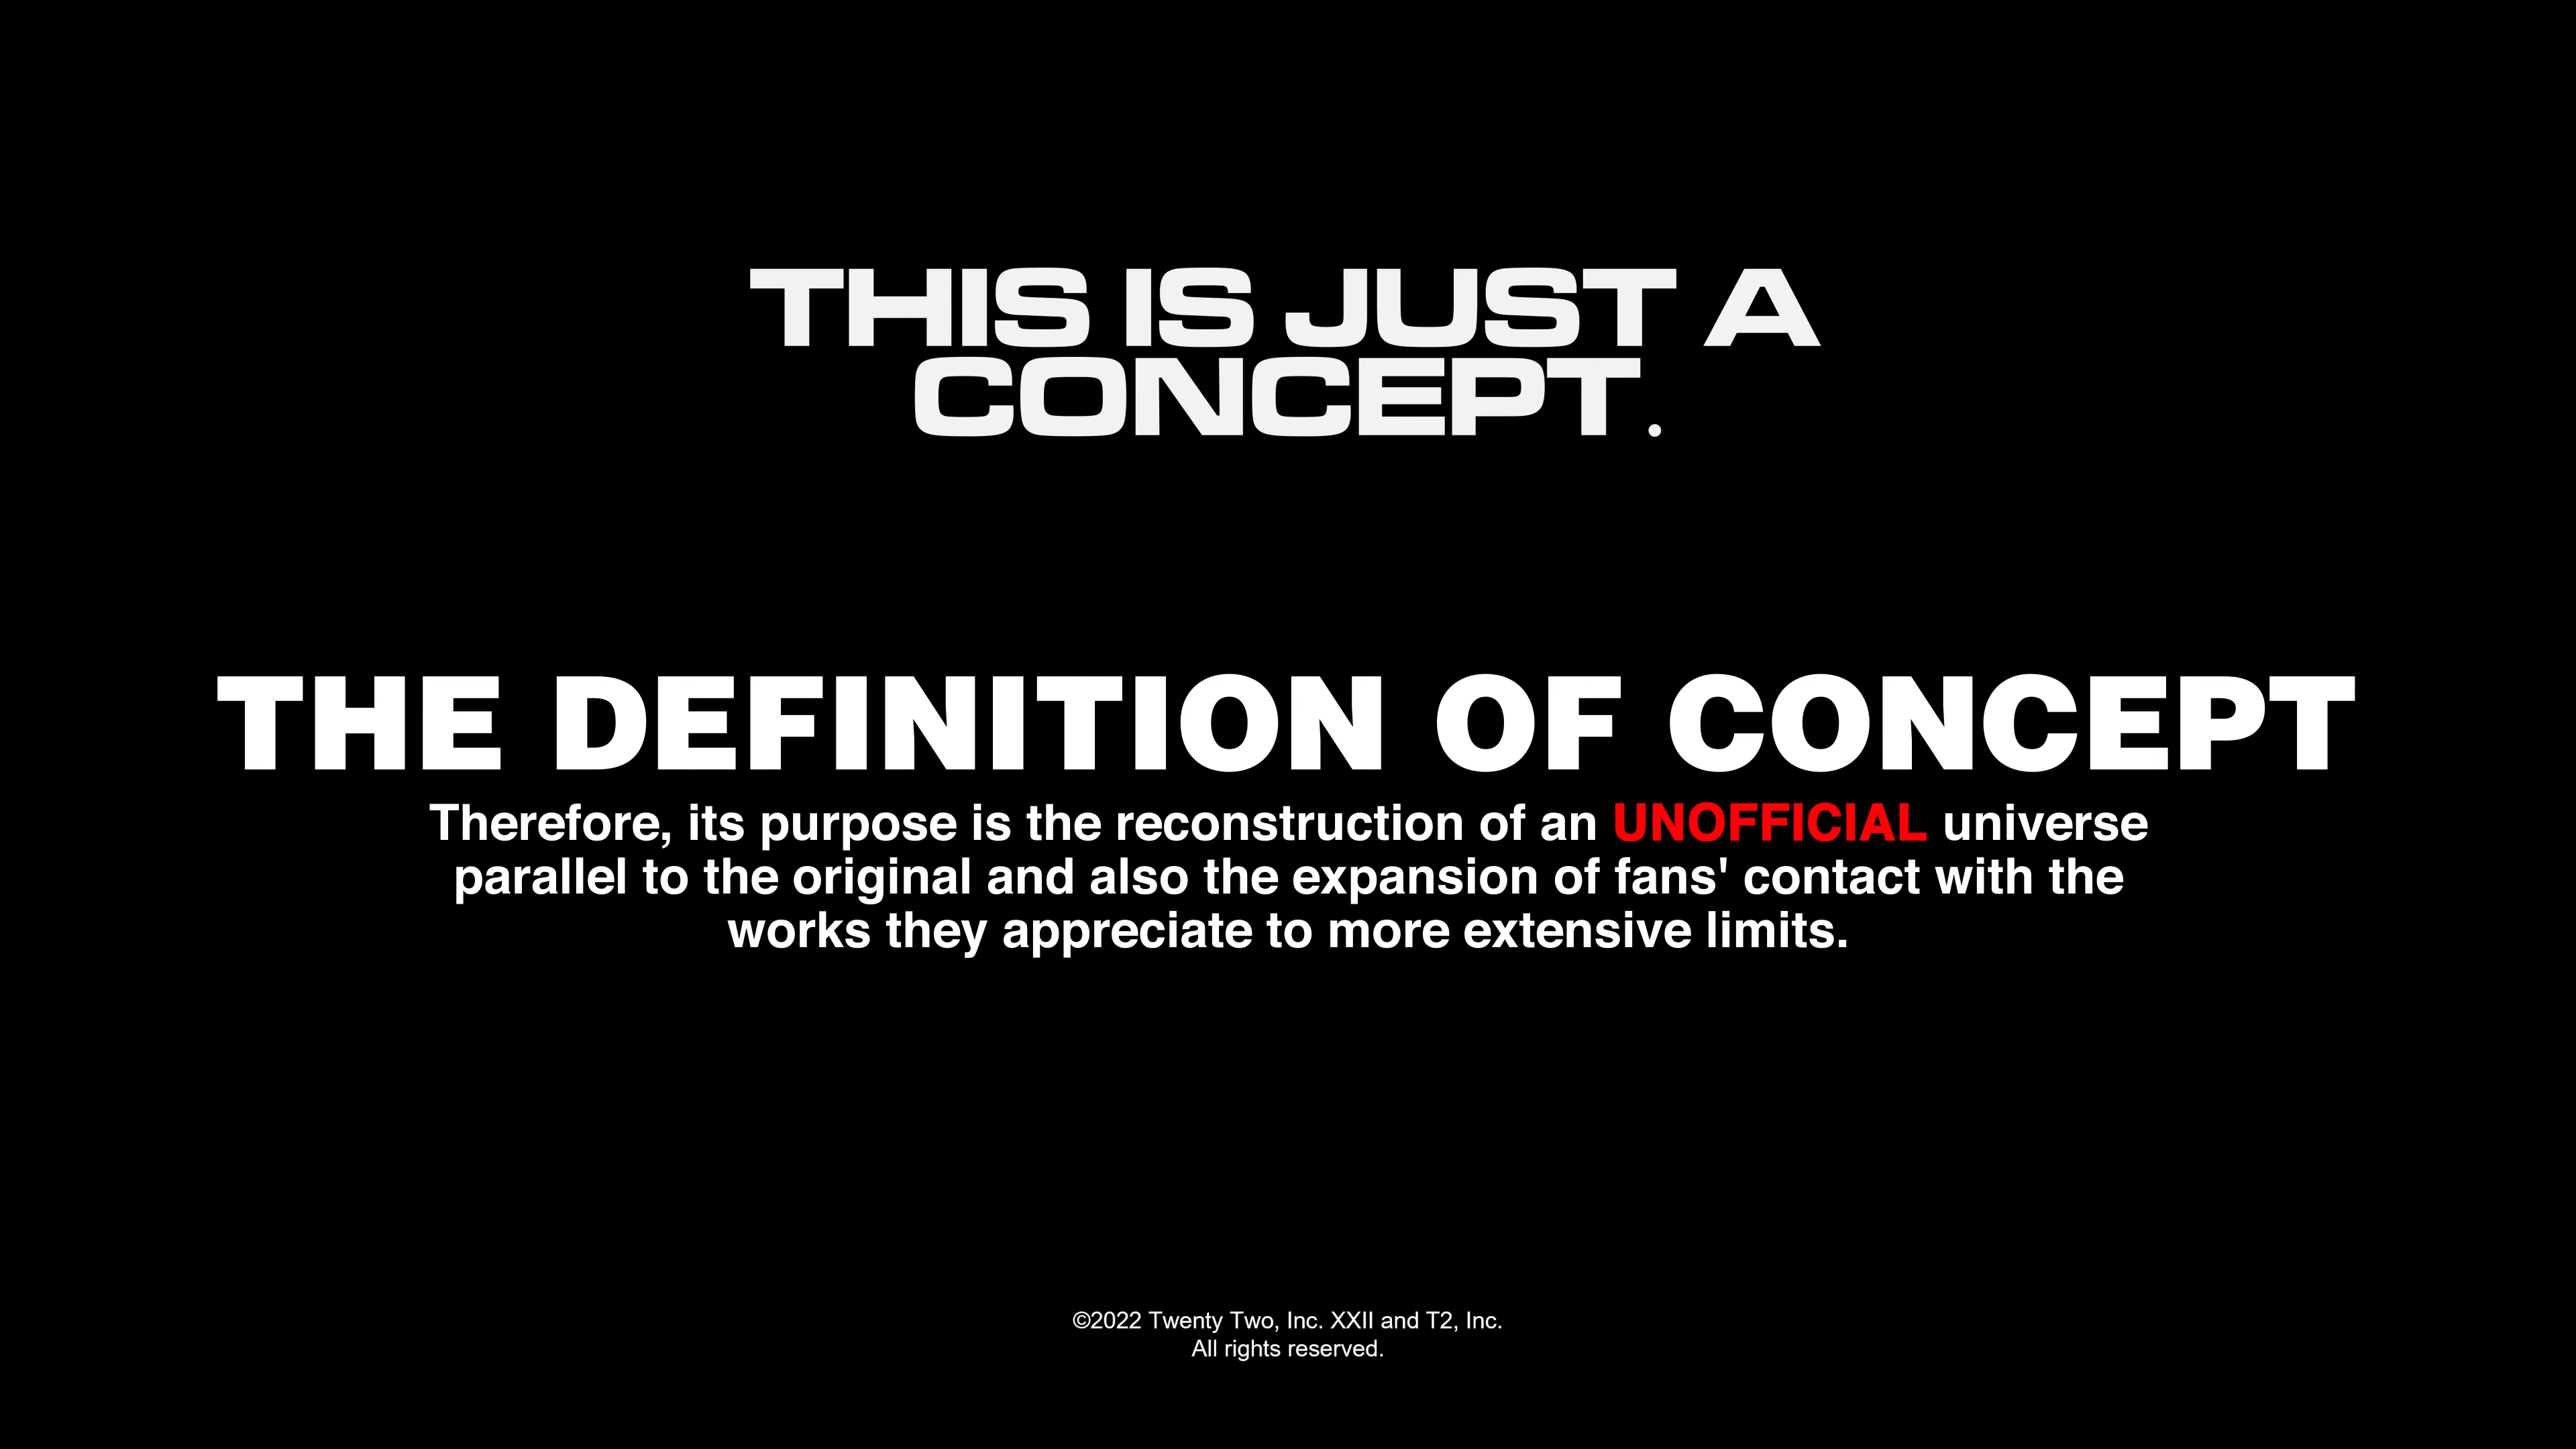 THIS IS JUST A
CONCEPT.
THE DEFINITION OF CONCEPT
Therefore, its purpose is the reconstruction of an UNOFFICIAL universe
parallel to the original and also the expansion of fans' contact with the
works they appreciate to more extensive limits.
©2022 Twenty Two, Inc. XXII and T2, Inc.
All rights reserved.